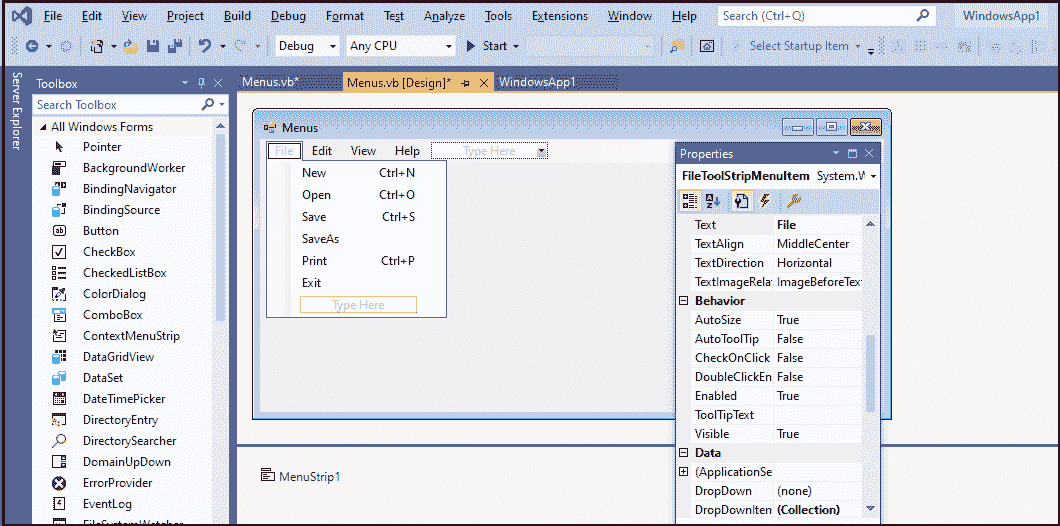 File Edit View Project Build Debug Format Test Analyze Tools Extensions Window Help Search (Ctrl+Q) WindowsApp1
Debug Any CPU Start Select Startup Item
Server Explorer
Toolbox
Search Toolbox
All Windows Forms
Pointer
BackgroundWorker
BindingNavigator
BindingSource
Button
CheckBox
CheckedListBox
ColorDialog
ComboBox
ContextMenuStrip
DataGridView
DataSet
DateTimePicker
DirectoryEntry
DirectorySearcher
DomainUpDown
ErrorProvider
EventLog
FileSystemWatcher
Menus.vb* Menus.vb [Design]* WindowsApp1
Menus
File Edit View Help Type Here
New Ctrl+N
Open Ctrl+O
Save Ctrl+S
SaveAs
Print Ctrl+P
Exit
Type Here
MenuStrip1
Properties
FileToolStripMenuItem System.W
Text File
TextAlign MiddleCenter
TextDirection Horizontal
TextImageRela ImageBeforeText
Behavior
AutoSize True
AutoToolTip False
CheckOnClick False
DoubleClickEn False
Enabled True
ToolTipText
Visible True
Data
(ApplicationSe
DropDown (none)
DropDownIten (Collection)